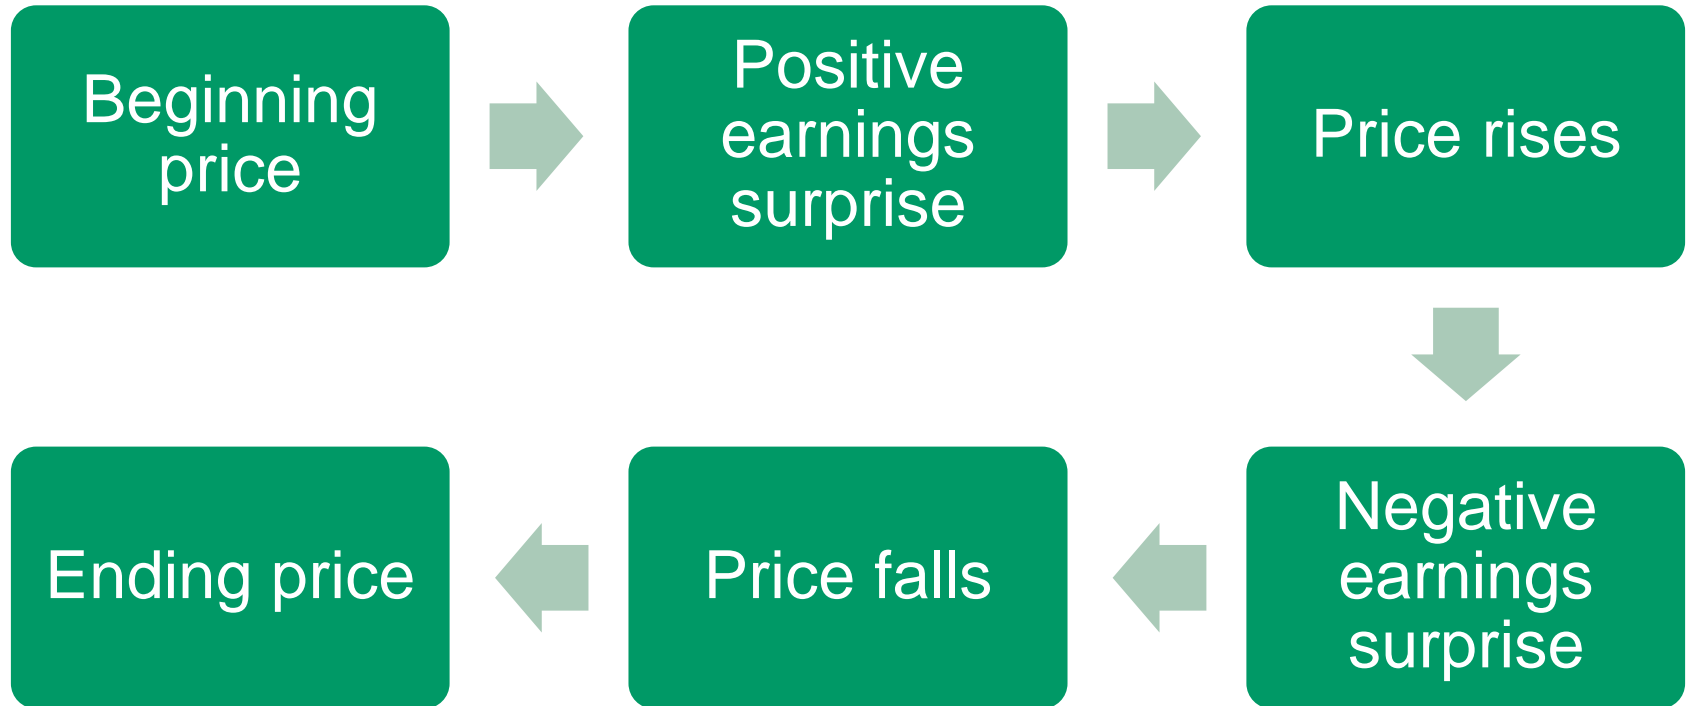 Beginning
price
Positive
earnings
surprise
Price rises
Negative
earnings
surprise
Price falls
Ending price